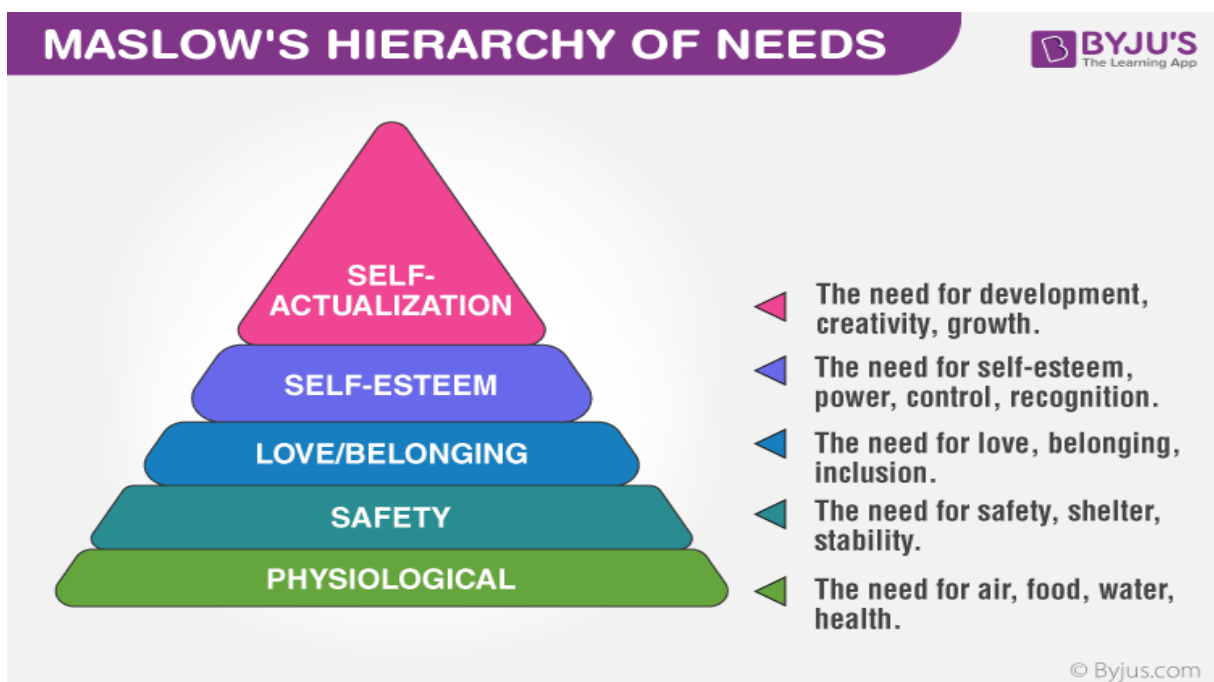 MASLOW'S HIERARCHY OF NEEDS
BYJU'S
The Learning App
SELF-
ACTUALIZATION
The need for development,
creativity, growth.
SELF-ESTEEM
The need for self-esteem,
power, control, recognition.
LOVE/BELONGING
The need for love, belonging,
inclusion.
SAFETY
The need for safety, shelter,
stability.
PHYSIOLOGICAL
The need for air, food, water,
health.
© Byjus.com